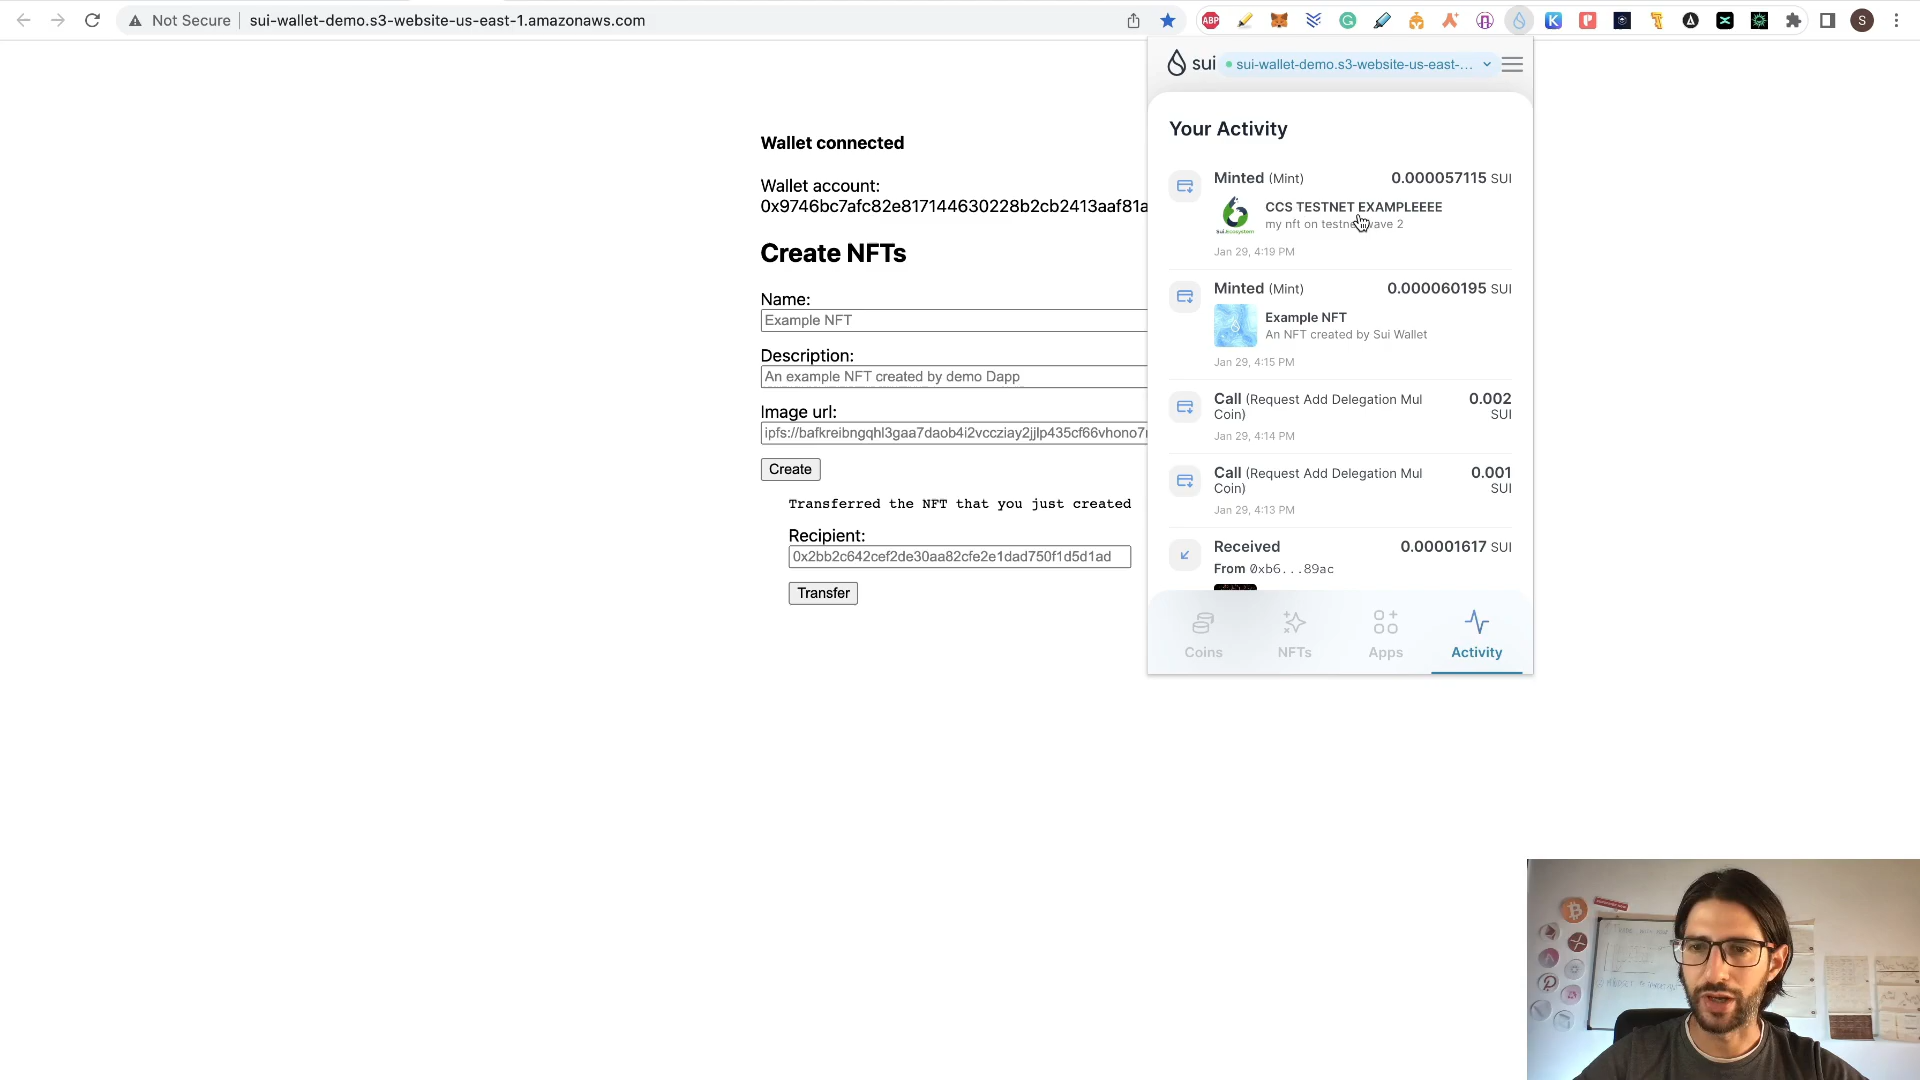 Not Secure
sui-wallet-demo.s3-website-us-east-1.amazonaws.com
ABP
S
sui
sui-wallet-demo.s3-website-us-east-...
Wallet connected
Wallet account:
0x9746bc7afc82e817144630228b2cb2413aaf81a
Create NFTs
Name:
Example NFT
Description:
An example NFT created by demo Dapp
Image url:
ipfs://bafkreibngqhl3gaa7daob4i2vccziay2jjlp435cf66vhono7
Create
Transferred the NFT that you just created
Recipient:
0x2bb2c642cef2de30aa82cfe2e1dad750f1d5d1ad
Transfer
Your Activity
Minted (Mint) 0.000057115 SUI
CCS TESTNET EXAMPLEEEE
my nft on testnet wave 2
Jan 29, 4:19 PM
Minted (Mint) 0.000060195 SUI
Example NFT
An NFT created by Sui Wallet
Jan 29, 4:15 PM
Call (Request Add Delegation Mul 0.002
Coin) SUI
Jan 29, 4:14 PM
Call (Request Add Delegation Mul 0.001
Coin) SUI
Jan 29, 4:13 PM
Received 0.00001617 SUI
From 0xb6...89ac
Coins
NFTs
Apps
Activity